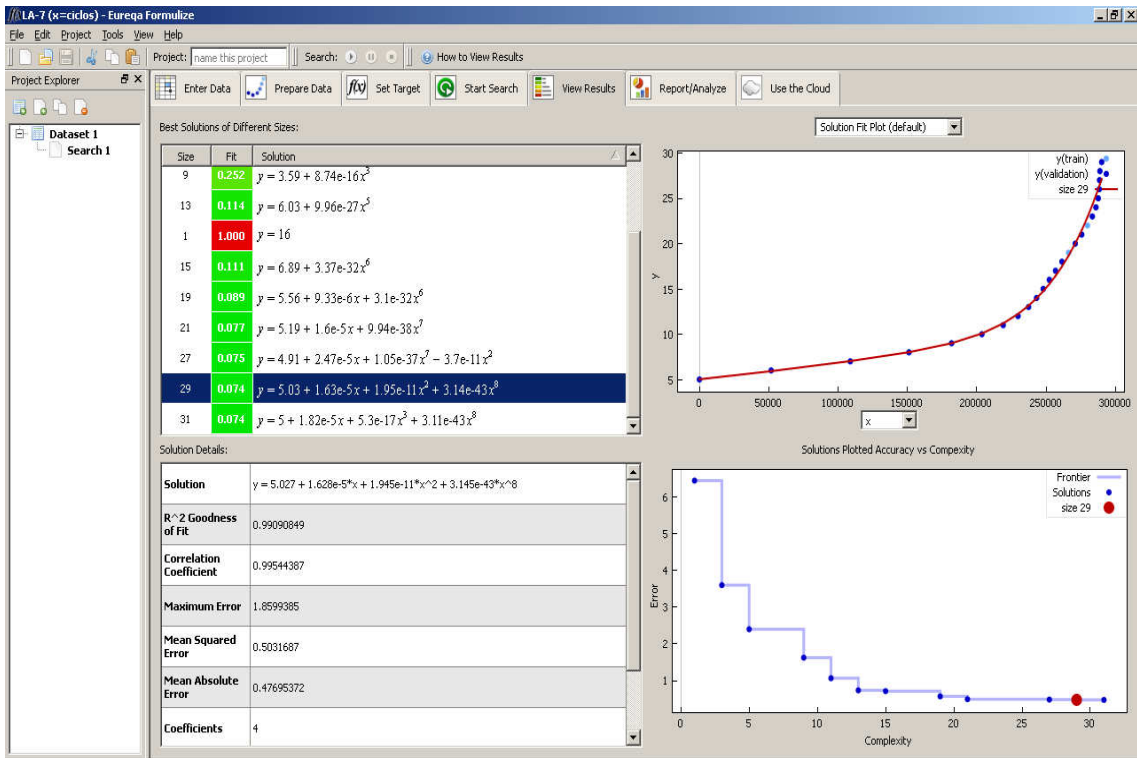 LA-7 (x=ciclos) - Eureqa Formulize
File Edit Project Tools View Help
Project: name this project Search: How to View Results
Project Explorer
Dataset 1
Search 1
Enter Data Prepare Data f(x) Set Target Start Search View Results Report/Analyze Use the Cloud
Best Solutions of Different Sizes:
Size Fit Solution
9 0.252 y = 3.59 + 8.74e-16x^3
13 0.114 y = 6.03 + 9.96e-27x^5
1 1.000 y = 16
15 0.111 y = 6.89 + 3.37e-32x^6
19 0.089 y = 5.56 + 9.33e-6x + 3.1e-32x^6
21 0.077 y = 5.19 + 1.6e-5x + 9.94e-38x^7
27 0.075 y = 4.91 + 2.47e-5x + 1.05e-37x^7 − 3.7e-11x^2
29 0.074 y = 5.03 + 1.63e-5x + 1.95e-11x^2 + 3.14e-43x^8
31 0.074 y = 5 + 1.82e-5x + 5.3e-17x^3 + 3.11e-43x^8
Solution Details:
Solution y = 5.027 + 1.628e-5*x + 1.945e-11*x^2 + 3.145e-43*x^8
R^2 Goodness of Fit 0.99090849
Correlation Coefficient 0.99544387
Maximum Error 1.8599385
Mean Squared Error 0.5031687
Mean Absolute Error 0.47695372
Coefficients 4
Solution Fit Plot (default)
y(train)
y(validation)
size 29
30
25
20
15
10
5
y
0 50000 100000 150000 200000 250000 300000
x
Solutions Plotted Accuracy vs Compexity
Frontier
Solutions
size 29
6
5
4
3
2
1
Error
0 5 10 15 20 25 30
Complexity